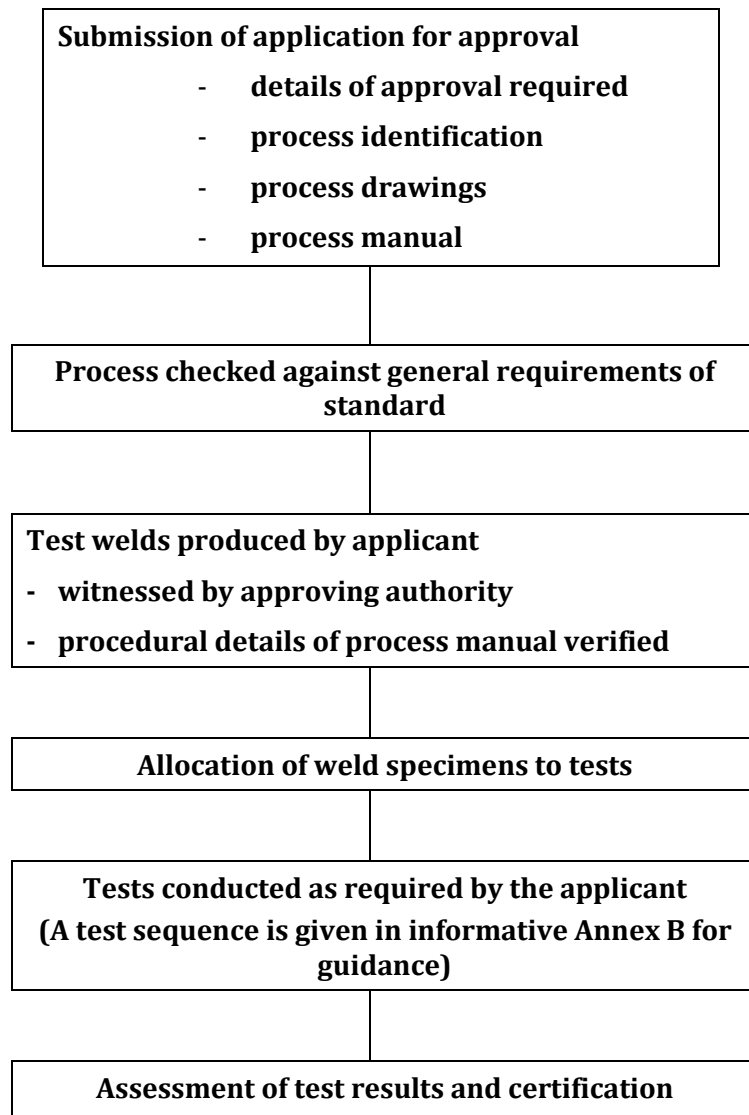 Submission of application for approval
- details of approval required
- process identification
- process drawings
- process manual
Process checked against general requirements of
standard
Test welds produced by applicant
- witnessed by approving authority
- procedural details of process manual verified
Allocation of weld specimens to tests
Tests conducted as required by the applicant
(A test sequence is given in informative Annex B for
guidance)
Assessment of test results and certification